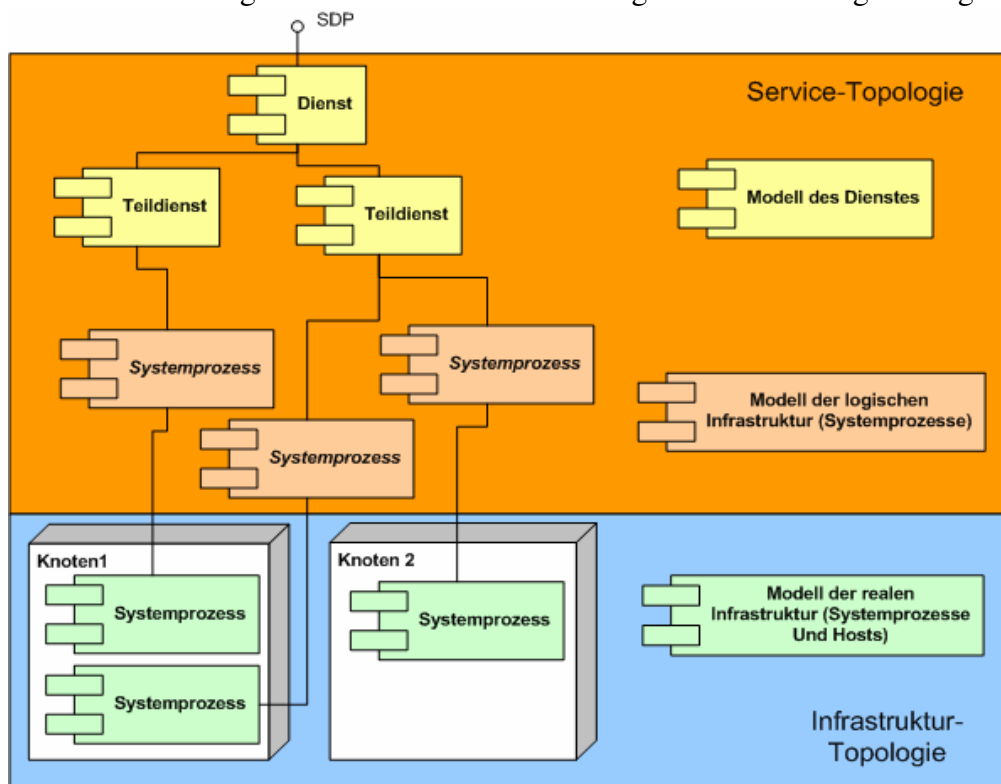 SDP
Service-Topologie
Dienst
Teildienst
Teildienst
Modell des Dienstes
Systemprozess
Systemprozess
Systemprozess
Modell der logischen
Infrastruktur (Systemprozesse)
Knoten1
Systemprozess
Systemprozess
Knoten 2
Systemprozess
Modell der realen
Infrastruktur (Systemprozesse
Und Hosts)
Infrastruktur-
Topologie